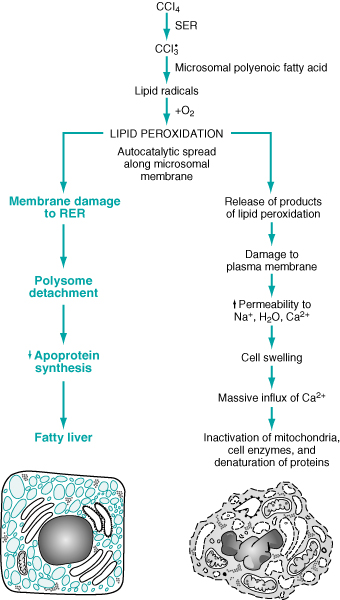 CCl₄
SER
CCl₃•
Microsomal polyenoic fatty acid
Lipid radicals
+O₂
LIPID PEROXIDATION
Autocatalytic spread
along microsomal
membrane
Membrane damage
to RER
Polysome
detachment
↓ Apoprotein
synthesis
Fatty liver
Release of products
of lipid peroxidation
Damage to
plasma membrane
↑ Permeability to
Na⁺, H₂O, Ca²⁺
Cell swelling
Massive influx of Ca²⁺
Inactivation of mitochondria,
cell enzymes, and
denaturation of proteins